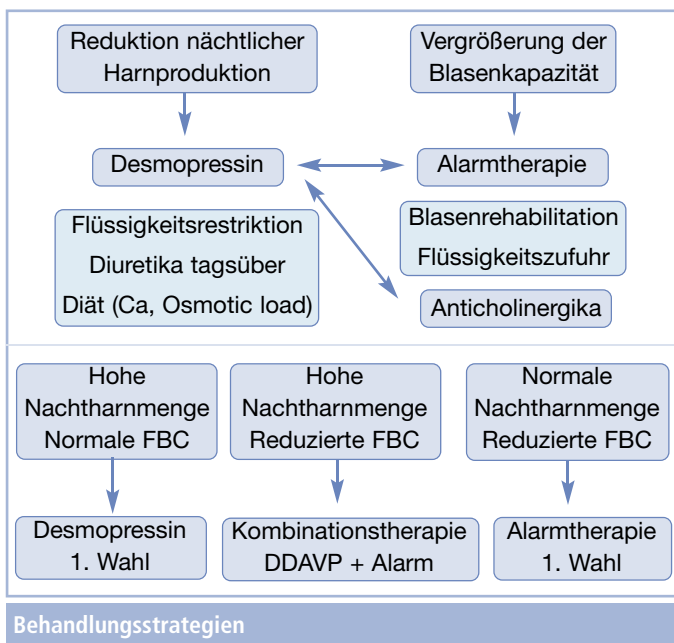 Reduktion nächtlicher
Harnproduktion
Vergrößerung der
Blasenkapazität
Desmopressin
Alarmtherapie
Flüssigkeitsrestriktion
Diuretika tagsüber
Diät (Ca, Osmotic load)
Blasenrehabilitation
Flüssigkeitszufuhr
Anticholinergika
Hohe
Nachtharnmenge
Normale FBC
Hohe
Nachtharnmenge
Reduzierte FBC
Normale
Nachtharnmenge
Reduzierte FBC
Desmopressin
1. Wahl
Kombinationstherapie
DDAVP + Alarm
Alarmtherapie
1. Wahl
Behandlungsstrategien